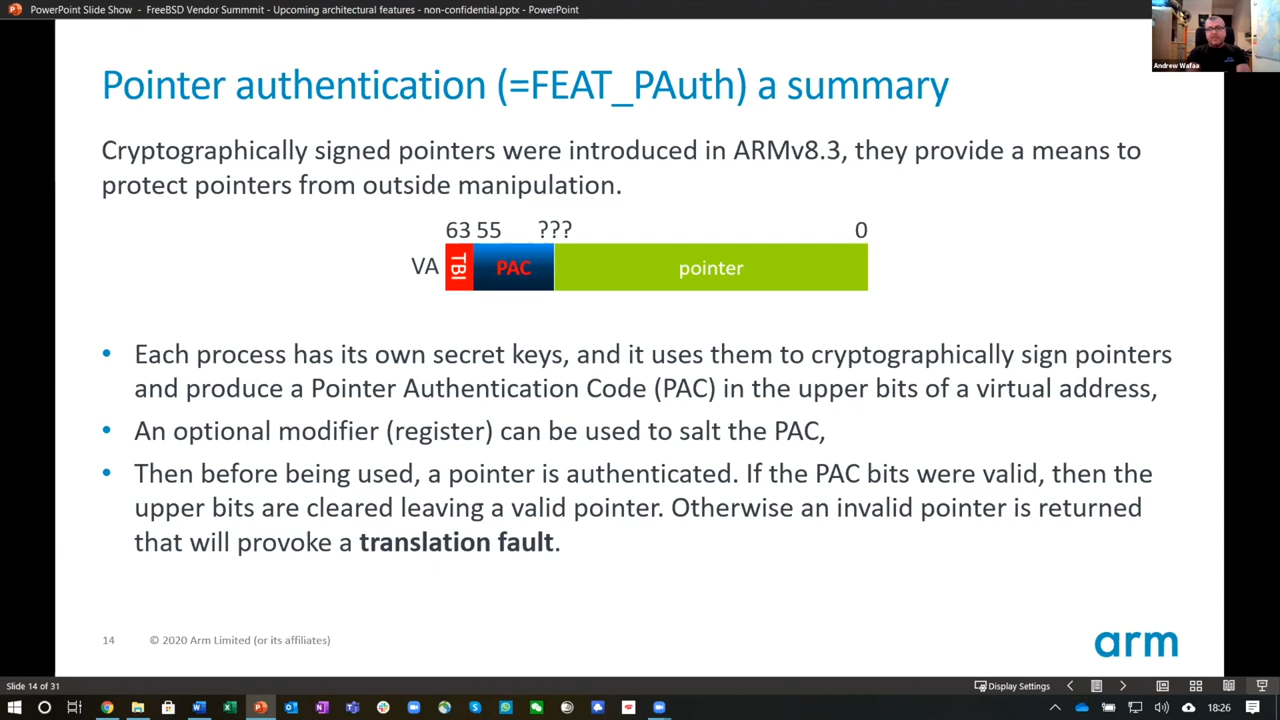 PowerPoint Slide Show - FreeBSD Vendor Summmit - Upcoming architectural features - non-confidential.pptx - PowerPoint
Andrew Wafaa
Pointer authentication (=FEAT_PAuth) a summary
Cryptographically signed pointers were introduced in ARMv8.3, they provide a means to
protect pointers from outside manipulation.
63 55 ??? 0
VA TBI PAC pointer
• Each process has its own secret keys, and it uses them to cryptographically sign pointers
and produce a Pointer Authentication Code (PAC) in the upper bits of a virtual address,
• An optional modifier (register) can be used to salt the PAC,
• Then before being used, a pointer is authenticated. If the PAC bits were valid, then the
upper bits are cleared leaving a valid pointer. Otherwise an invalid pointer is returned
that will provoke a translation fault.
14 © 2020 Arm Limited (or its affiliates)
arm
Slide 14 of 31 Display Settings
18:26